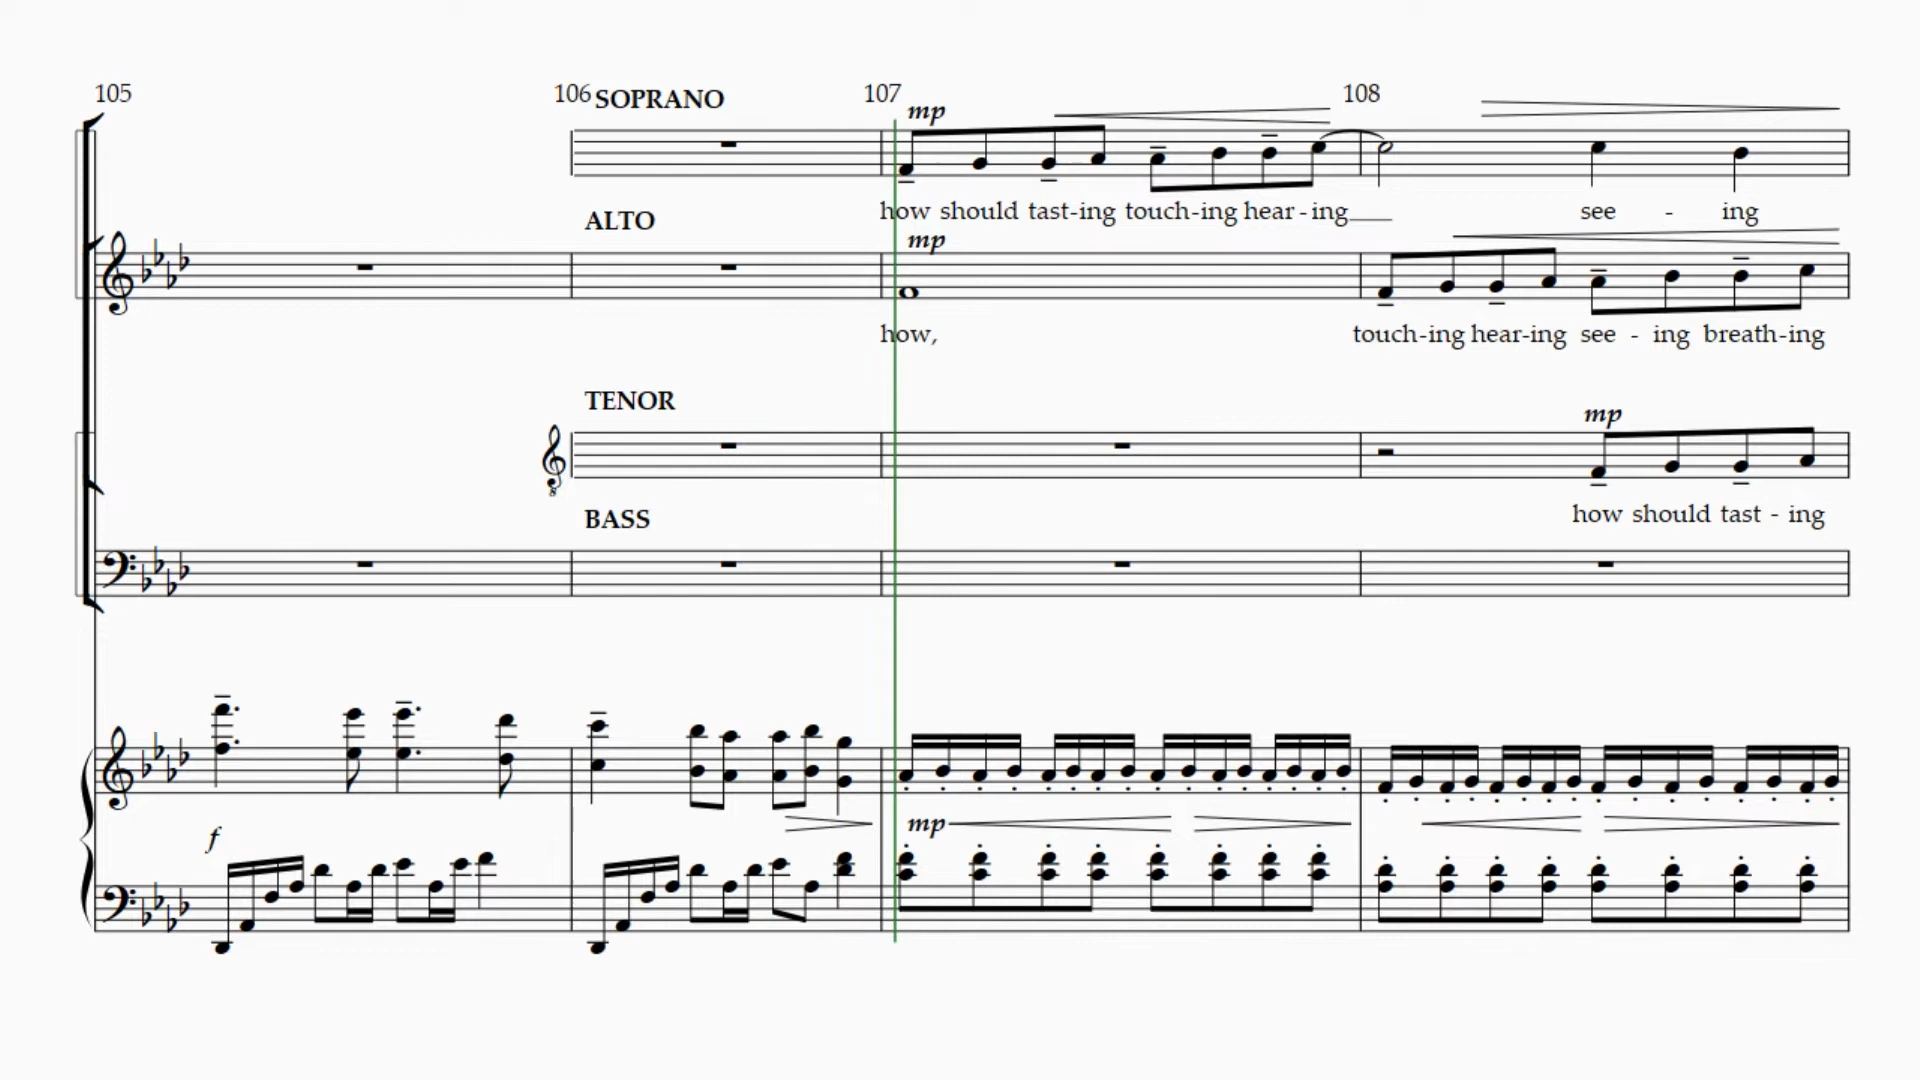 105 106 SOPRANO 107 108
mp
how should tast-ing touch-ing hear-ing see - ing
ALTO
mp
how, touch-ing hear-ing see - ing breath-ing
TENOR
mp
how should tast - ing
BASS
f mp